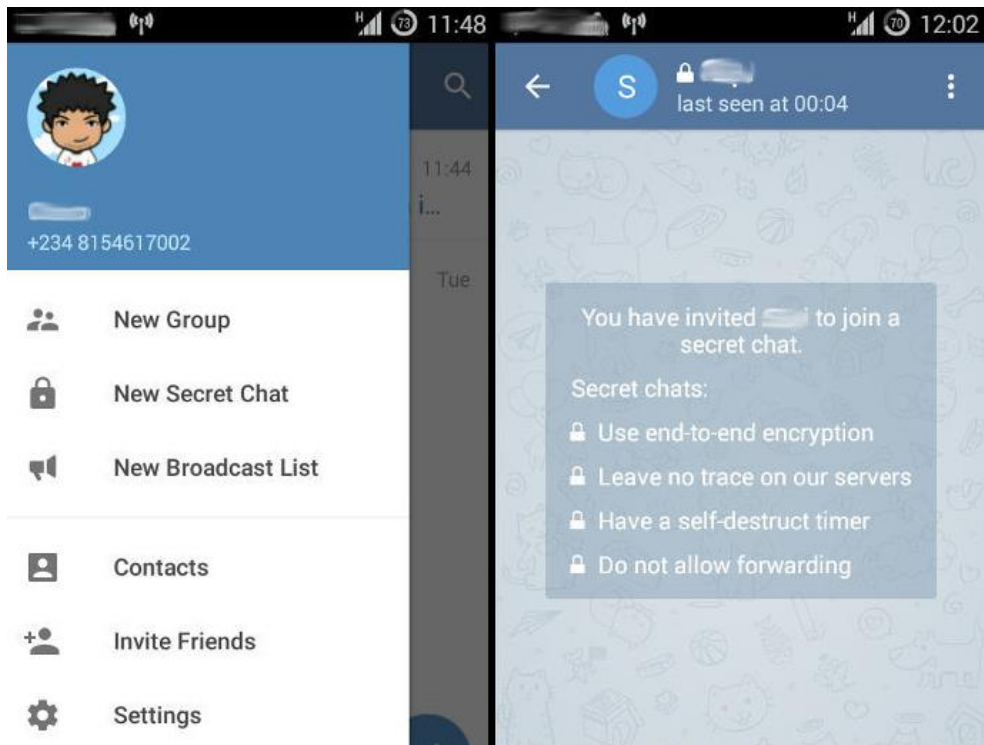 H 73 11:48
11:44
i...
+234 8154617002
Tue
New Group
New Secret Chat
New Broadcast List
Contacts
Invite Friends
Settings
H 70 12:02
S
last seen at 00:04
You have invited to join a
secret chat.
Secret chats:
Use end-to-end encryption
Leave no trace on our servers
Have a self-destruct timer
Do not allow forwarding